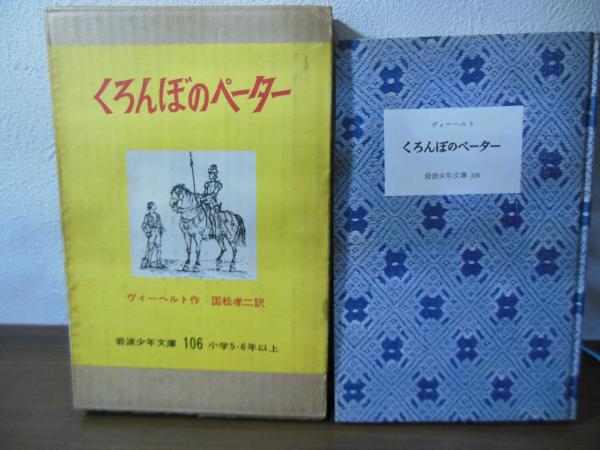 くろんぼのペーター
ヴィーヘルト作 国松孝二訳
岩波少年文庫 106 小学5・6年以上
ヴィーヘルト
くろんぼのペーター
岩波少年文庫 106